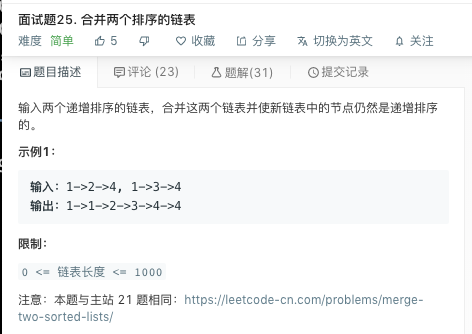 面试题25. 合并两个排序的链表
难度 简单 5 收藏 分享 切换为英文 关注
题目描述 评论 (23) 题解(31) 提交记录
输入两个递增排序的链表，合并这两个链表并使新链表中的节点仍然是递增排序
的。
示例1：
输入：1->2->4, 1->3->4
输出：1->1->2->3->4->4
限制：
0 <= 链表长度 <= 1000
注意：本题与主站 21 题相同：https://leetcode-cn.com/problems/merge-
two-sorted-lists/